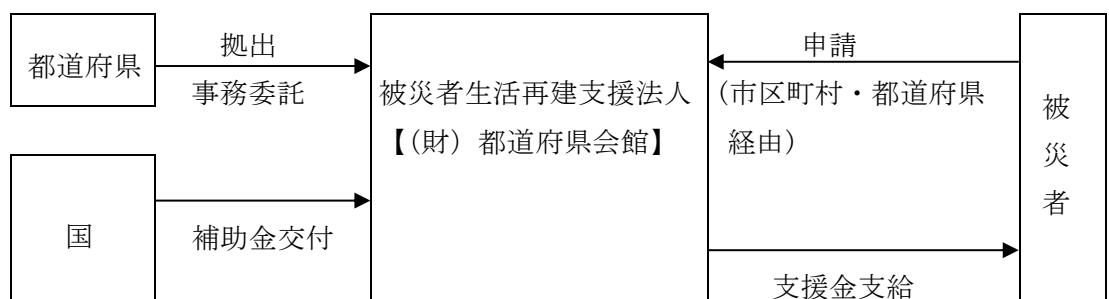 都道府県
拠出
事務委託
被災者生活再建支援法人
【(財) 都道府県会館】
申請
(市区町村・都道府県
経由)
被災者
国
補助金交付
支援金支給